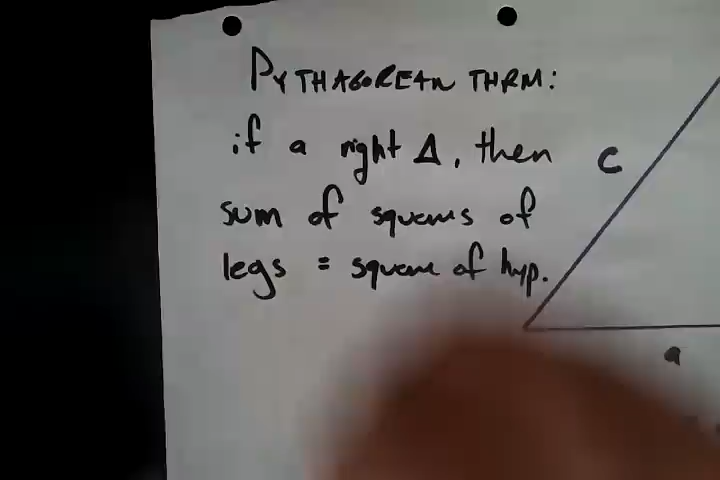 PYTHAGOREAN THRM:
if a right Δ, then
sum of squares of
legs = square of hyp.
c
a